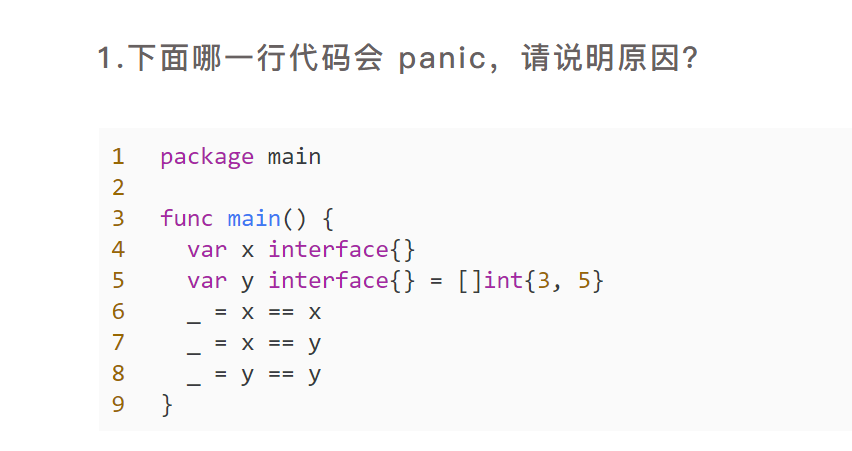 1.下面哪一行代码会 panic，请说明原因?
1 package main
2
3 func main() {
4   var x interface{}
5   var y interface{} = []int{3, 5}
6   _ = x == x
7   _ = x == y
8   _ = y == y
9 }